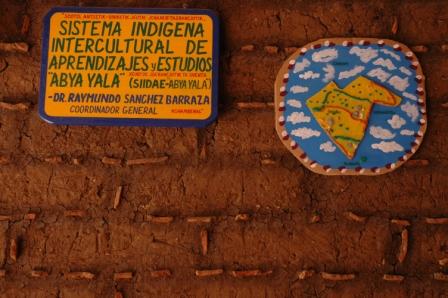 SISTEMA INDIGENA
INTERCULTURAL DE
APRENDIZAJES y ESTUDIOS
"ABYA YALA" (SIIDAE-ABYA YALA)
-DR. RAYMUNDO SANCHEZ BARRAZA
COORDINADOR GENERAL